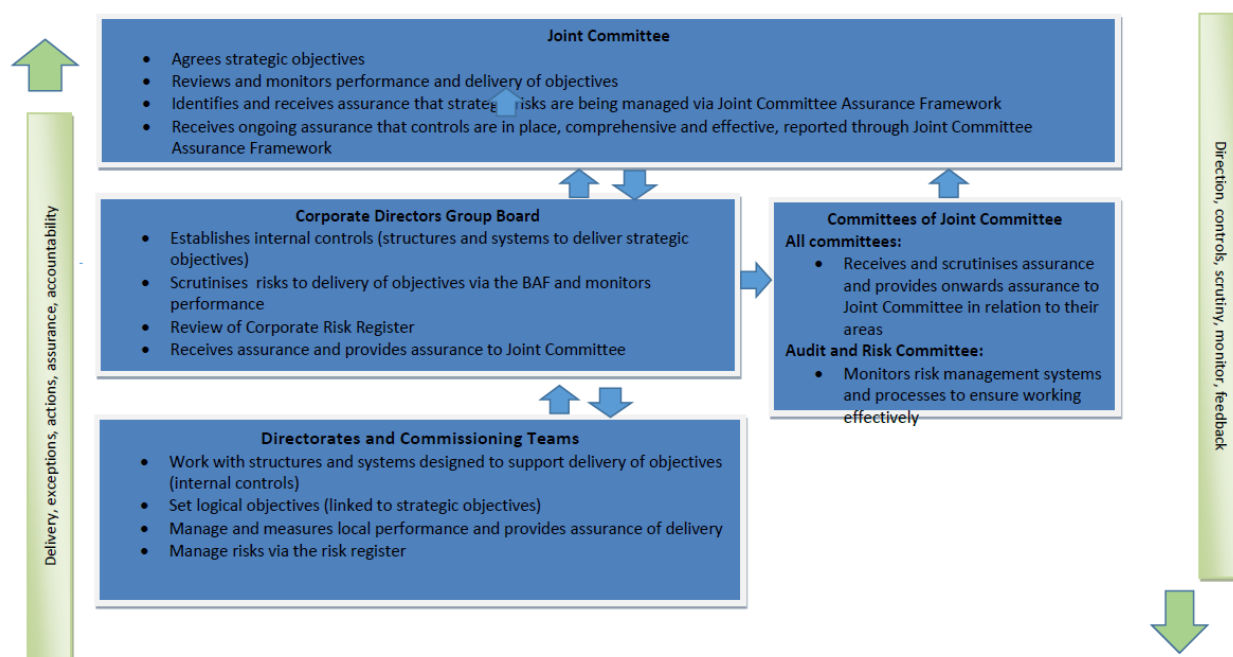 Joint Committee
• Agrees strategic objectives
• Reviews and monitors performance and delivery of objectives
• Identifies and receives assurance that strategic risks are being managed via Joint Committee Assurance Framework
• Receives ongoing assurance that controls are in place, comprehensive and effective, reported through Joint Committee
Assurance Framework
Delivery, exceptions, actions, assurance, accountability
Corporate Directors Group Board
• Establishes internal controls (structures and systems to deliver strategic
objectives)
• Scrutinises risks to delivery of objectives via the BAF and monitors
performance
• Review of Corporate Risk Register
• Receives assurance and provides assurance to Joint Committee
Committees of Joint Committee
All committees:
• Receives and scrutinises assurance
and provides onwards assurance to
Joint Committee in relation to their
areas
Audit and Risk Committee:
• Monitors risk management systems
and processes to ensure working
effectively
Directorates and Commissioning Teams
• Work with structures and systems designed to support delivery of objectives
(internal controls)
• Set logical objectives (linked to strategic objectives)
• Manage and measures local performance and provides assurance of delivery
• Manage risks via the risk register
Direction, controls, scrutiny, monitor, feedback